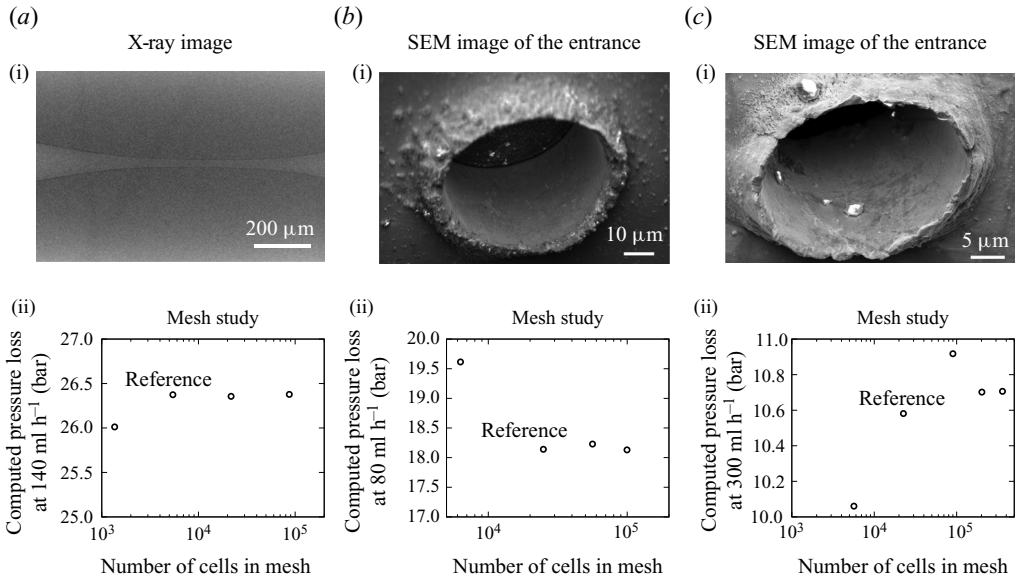 (a)
X-ray image
(i)
200 μm
(b)
SEM image of the entrance
(i)
10 μm
(c)
SEM image of the entrance
(i)
5 μm
(ii)
Mesh study
Computed pressure loss
at 140 ml h⁻¹ (bar)
27.0
26.5
26.0
25.5
25.0
Reference
10³
10⁴
10⁵
Number of cells in mesh
(ii)
Mesh study
Computed pressure loss
at 80 ml h⁻¹ (bar)
20.0
19.5
19.0
18.5
18.0
17.5
17.0
Reference
10⁴
10⁵
Number of cells in mesh
(ii)
Mesh study
Computed pressure loss
at 300 ml h⁻¹ (bar)
11.0
10.8
10.6
10.4
10.2
10.1
10.0
Reference
10³
10⁴
10⁵
Number of cells in mesh